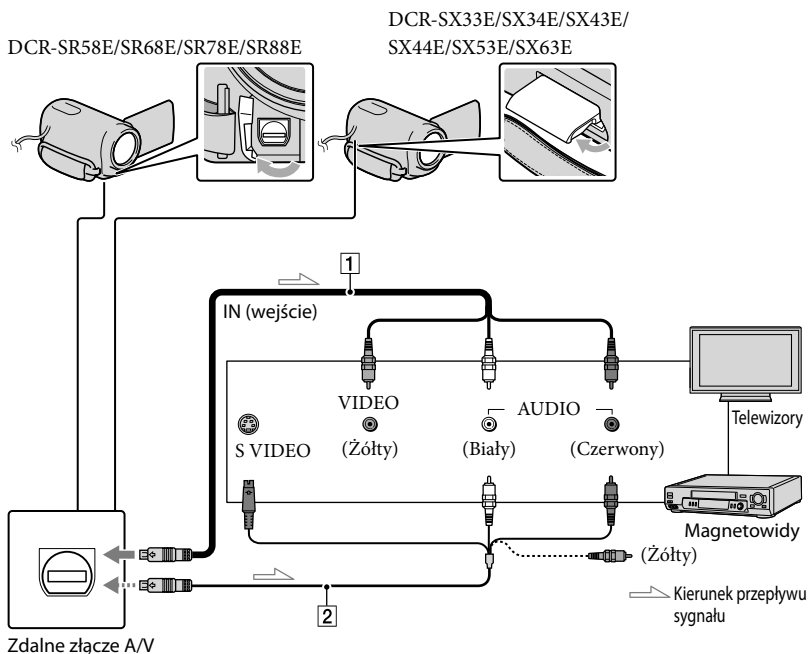 DCR-SX33E/SX34E/SX43E/
SX44E/SX53E/SX63E
DCR-SR58E/SR68E/SR78E/SR88E
1
IN (wejście)
VIDEO
AUDIO
S VIDEO
(Żółty)
(Biały)
(Czerwony)
Telewizory
Magnetowidy
(Żółty)
2
Kierunek przepływu
sygnału
Zdalne złącze A/V